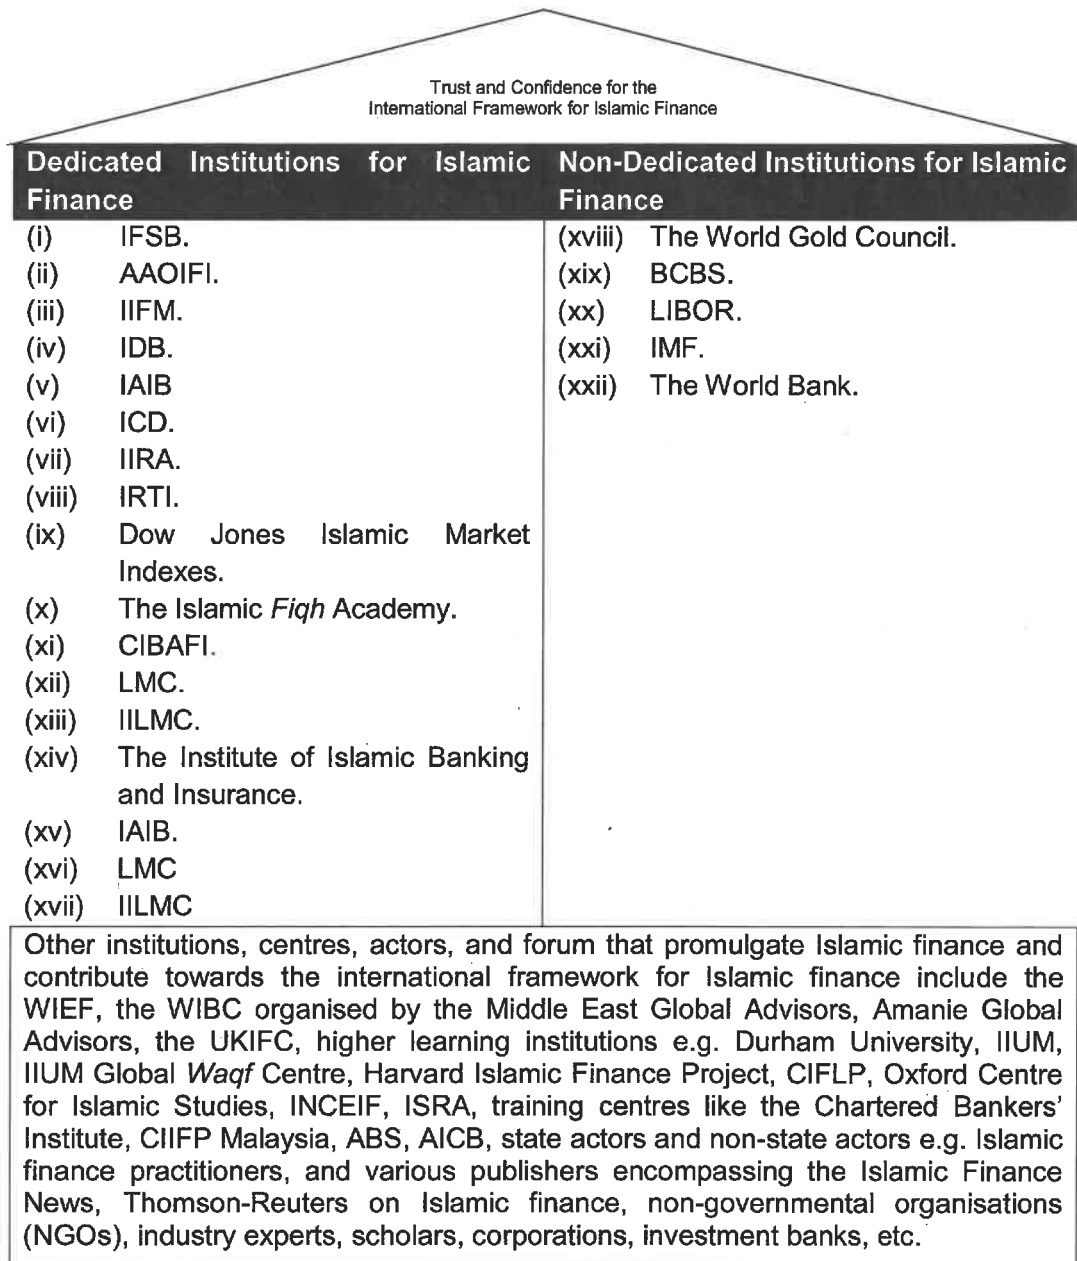 Trust and Confidence for the
International Framework for Islamic Finance
Dedicated Institutions for Islamic
Finance
(i) IFSB.
(ii) AAOIFI.
(iii) IIFM.
(iv) IDB.
(v) IAIB
(vi) ICD.
(vii) IIRA.
(viii) IRTI.
(ix) Dow Jones Islamic Market
Indexes.
(x) The Islamic Fiqh Academy.
(xi) CIBAFI.
(xii) LMC.
(xiii) IILMC.
(xiv) The Institute of Islamic Banking
and Insurance.
(xv) IAIB.
(xvi) LMC
(xvii) IILMC
Non-Dedicated Institutions for Islamic
Finance
(xviii) The World Gold Council.
(xix) BCBS.
(xx) LIBOR.
(xxi) IMF.
(xxii) The World Bank.
Other institutions, centres, actors, and forum that promulgate Islamic finance and
contribute towards the international framework for Islamic finance include the
WIEF, the WIBC organised by the Middle East Global Advisors, Amanie Global
Advisors, the UKIFC, higher learning institutions e.g. Durham University, IIUM,
IIUM Global Waqf Centre, Harvard Islamic Finance Project, CIFLP, Oxford Centre
for Islamic Studies, INCEIF, ISRA, training centres like the Chartered Bankers'
Institute, CIIFP Malaysia, ABS, AICB, state actors and non-state actors e.g. Islamic
finance practitioners, and various publishers encompassing the Islamic Finance
News, Thomson-Reuters on Islamic finance, non-governmental organisations
(NGOs), industry experts, scholars, corporations, investment banks, etc.